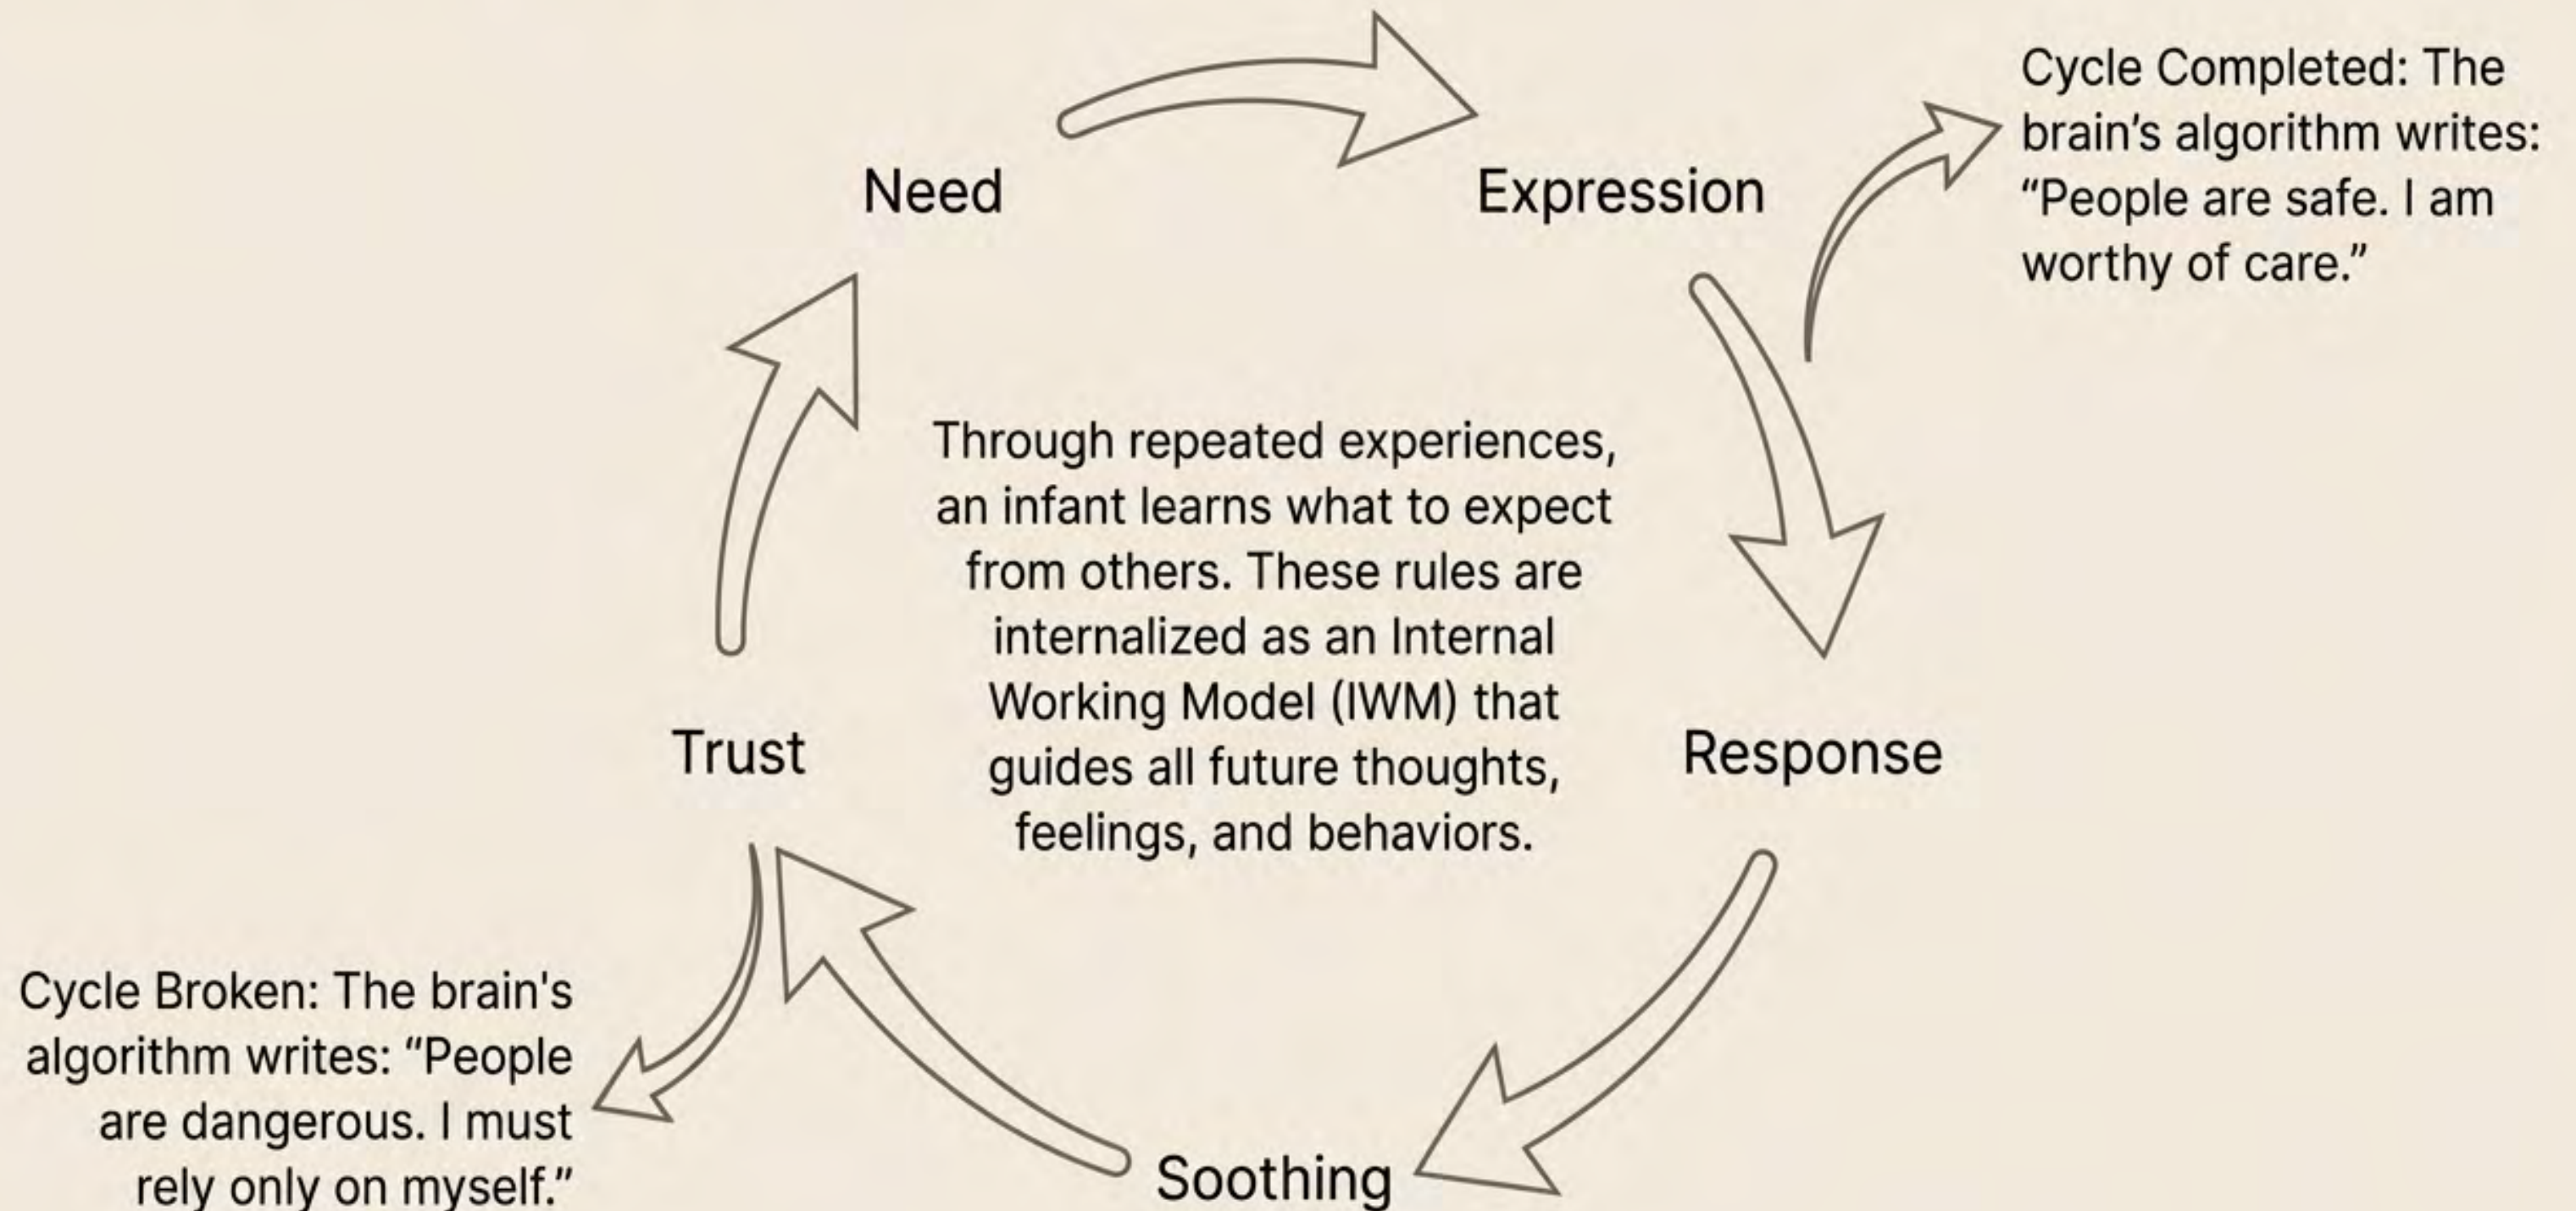 Need
Expression
Cycle Completed: The
brain’s algorithm writes:
“People are safe. I am
worthy of care.”
Through repeated experiences,
an infant learns what to expect
from others. These rules are
internalized as an Internal
Working Model (IWM) that
guides all future thoughts,
feelings, and behaviors.
Trust
Response
Cycle Broken: The brain's
algorithm writes: “People
are dangerous. I must
rely only on myself.”
Soothing